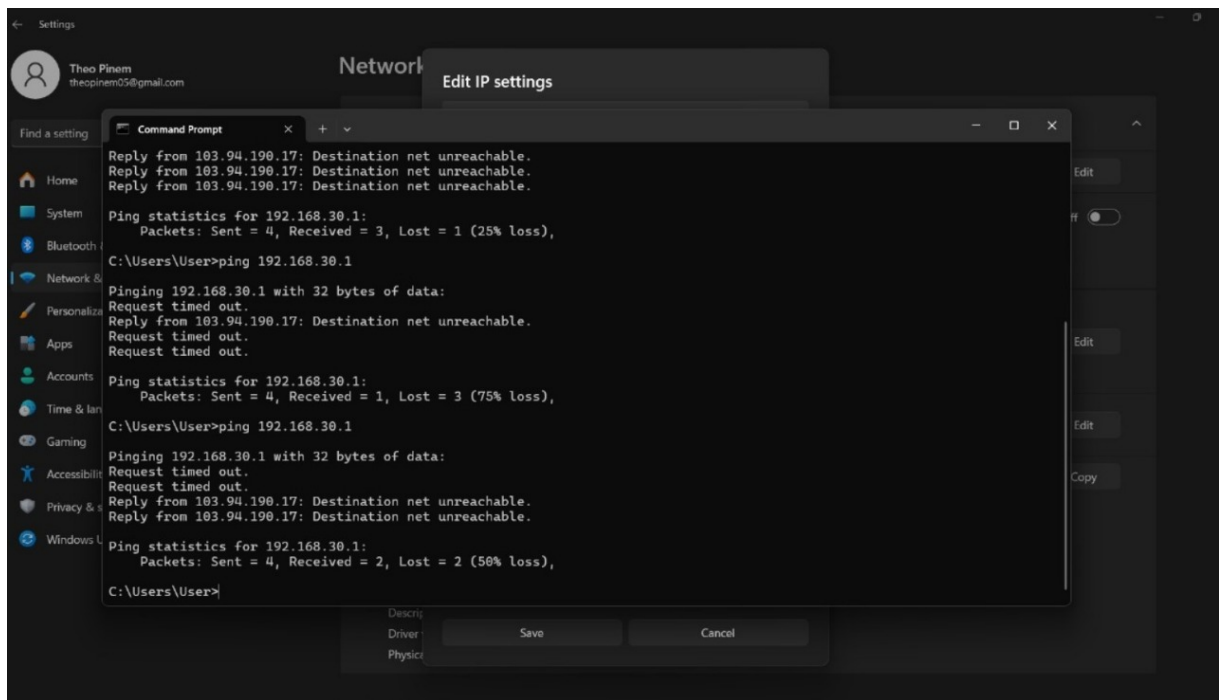 Settings
Theo Pinem
theopinem05@gmail.com
Network
Edit IP settings
Find a setting
Command Prompt
Home
System
Bluetooth &
Network &
Apps
Accounts
Time & lan
Gaming
Privacy & s
Windows U
Reply from 103.94.190.17: Destination net unreachable.
Reply from 103.94.190.17: Destination net unreachable.
Reply from 103.94.190.17: Destination net unreachable.
Ping statistics for 192.168.30.1:
Packets: Sent = 4, Received = 3, Lost = 1 (25% loss),
C:\Users\User>ping 192.168.30.1
Pinging 192.168.30.1 with 32 bytes of data:
Request timed out.
Reply from 103.94.190.17: Destination net unreachable.
Request timed out.
Request timed out.
Ping statistics for 192.168.30.1:
Packets: Sent = 4, Received = 1, Lost = 3 (75% loss),
C:\Users\User>ping 192.168.30.1
Pinging 192.168.30.1 with 32 bytes of data:
Request timed out.
Request timed out.
Reply from 103.94.190.17: Destination net unreachable.
Reply from 103.94.190.17: Destination net unreachable.
Ping statistics for 192.168.30.1:
Packets: Sent = 4, Received = 2, Lost = 2 (50% loss),
C:\Users\User>
Edit
Edit
Edit
Copy
Driver
Save
Cancel